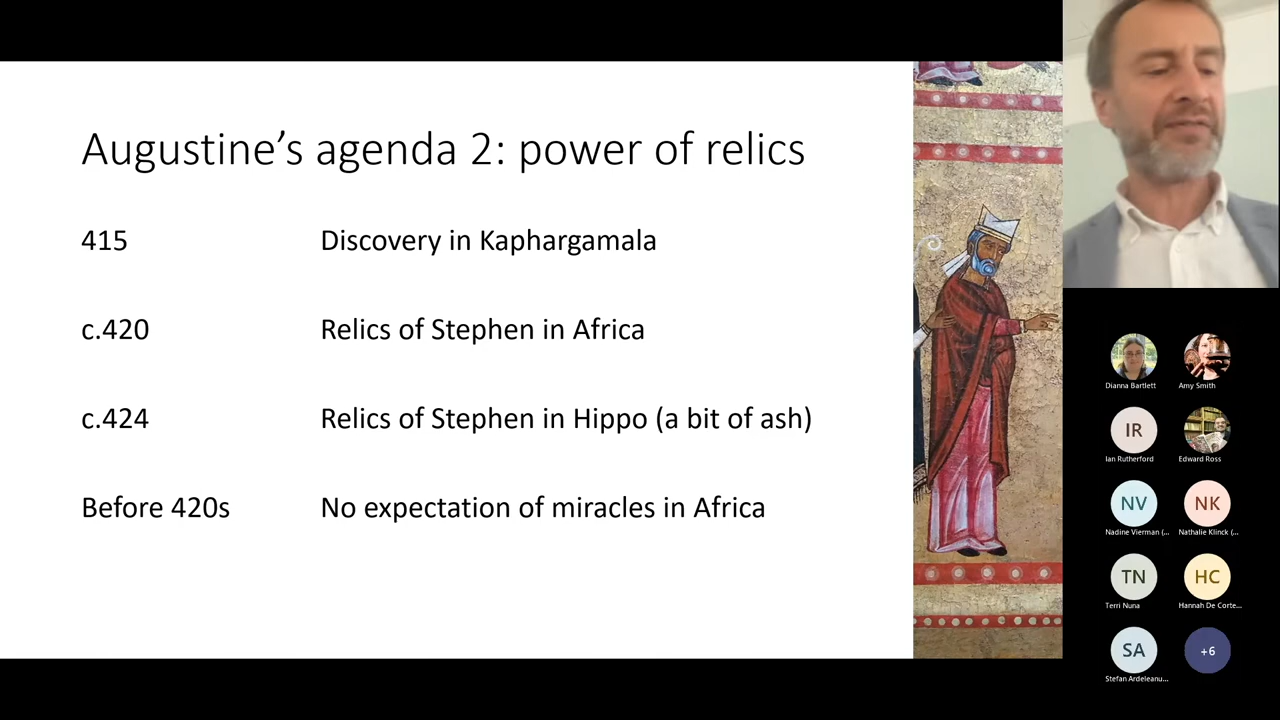 Augustine’s agenda 2: power of relics
415 Discovery in Kaphargamala
c.420 Relics of Stephen in Africa
c.424 Relics of Stephen in Hippo (a bit of ash)
Before 420s No expectation of miracles in Africa
Dianna Bartlett Amy Smith
IR
Ian Rutherford Edward Ross
NV NK
Nadine Vierman (... Nathalie Klinck (...
TN HC
Terri Nuna Hannah De Corte...
SA +6
Stefan Ardeleanu...